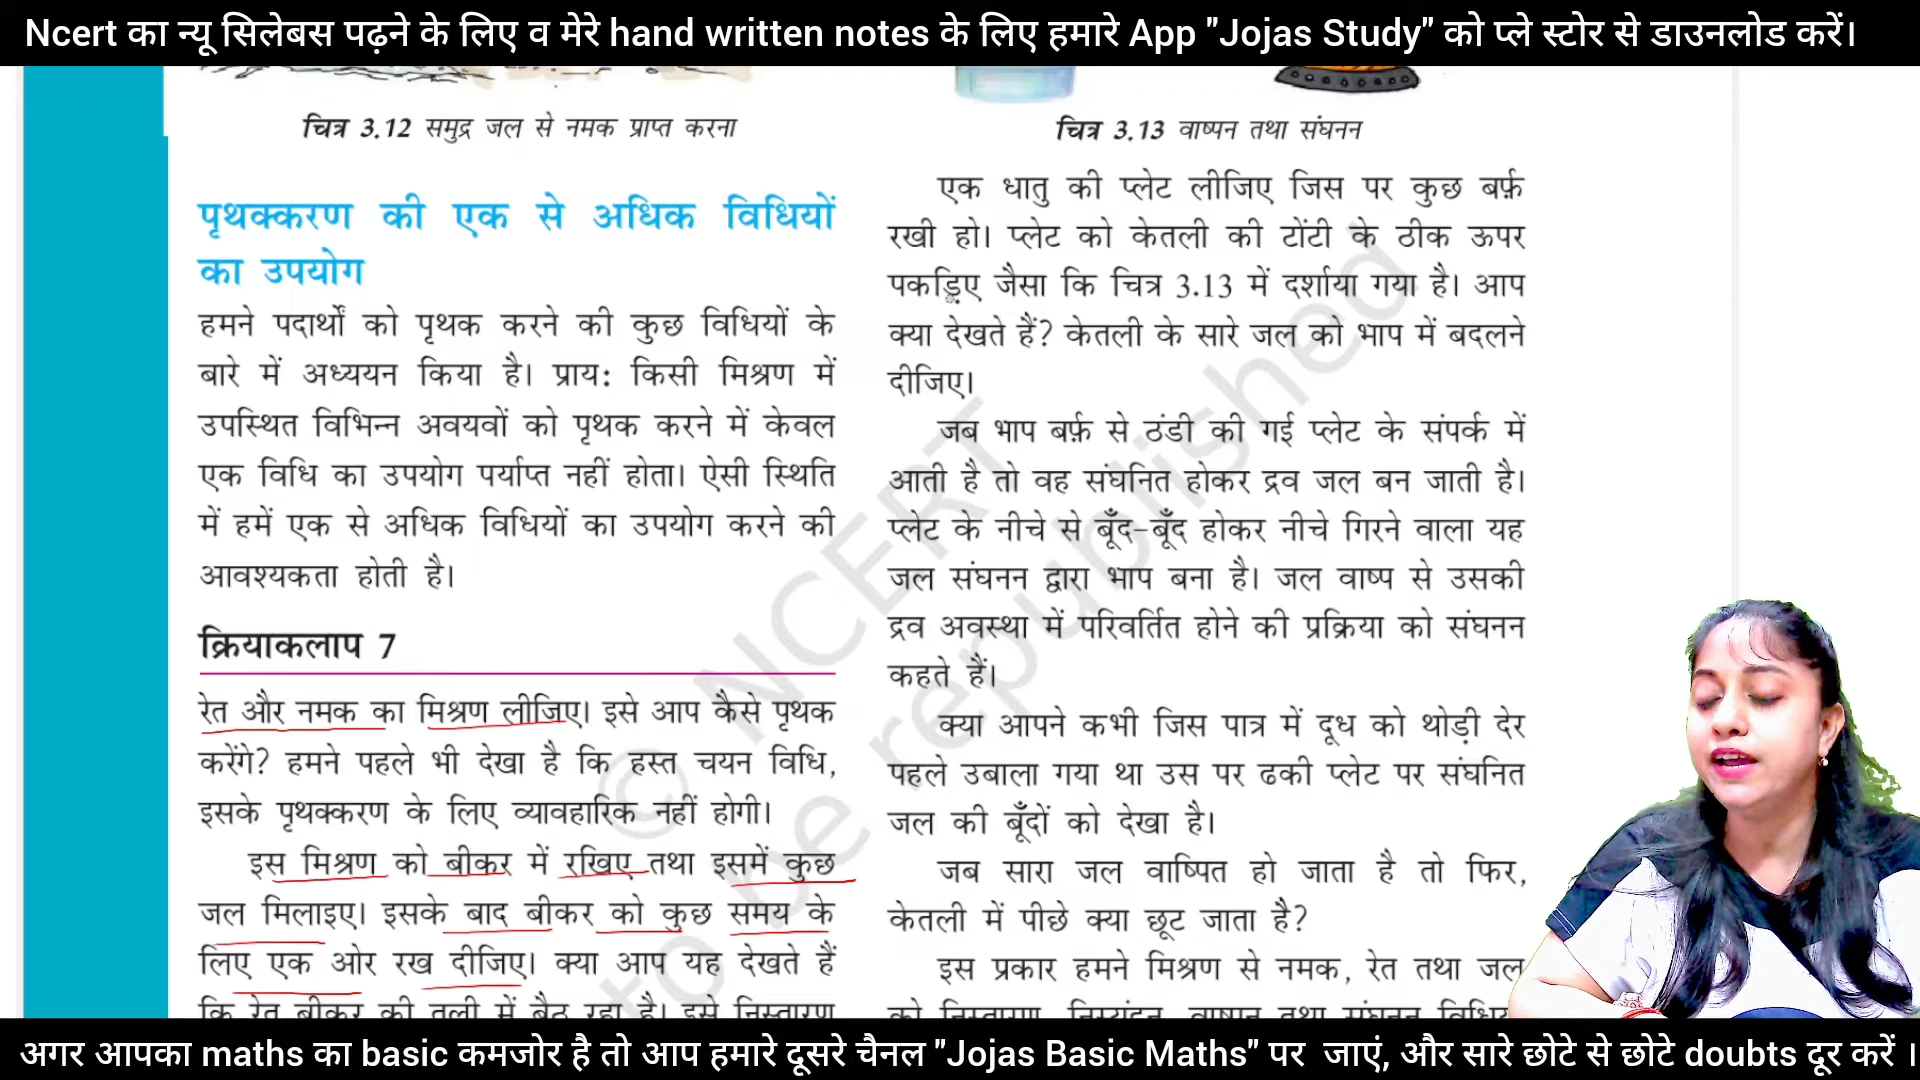 Ncert का न्यू सिलेबस पढ़ने के लिए व मेरे hand written notes के लिए हमारे App "Jojas Study" को प्ले स्टोर से डाउनलोड करें।
चित्र 3.12 समुद्र जल से नमक प्राप्त करना
पृथक्करण की एक से अधिक विधियों
का उपयोग
हमने पदार्थों को पृथक करने की कुछ विधियों के
बारे में अध्ययन किया है। प्राय: किसी मिश्रण में
उपस्थित विभिन्न अवयवों को पृथक करने में केवल
एक विधि का उपयोग पर्याप्त नहीं होता। ऐसी स्थिति
में हमें एक से अधिक विधियों का उपयोग करने की
आवश्यकता होती है।
क्रियाकलाप 7
रेत और नमक का मिश्रण लीजिए। इसे आप कैसे पृथक
करेंगे? हमने पहले भी देखा है कि हस्त चयन विधि,
इसके पृथक्करण के लिए व्यावहारिक नहीं होगी।
इस मिश्रण को बीकर में रखिए तथा इसमें कुछ
जल मिलाइए। इसके बाद बीकर को कुछ समय के
लिए एक ओर रख दीजिए। क्या आप यह देखते हैं
कि रेत बीकर की तली में बैठ रहा है। इसे निस्तारण
चित्र 3.13 वाष्पन तथा संघनन
एक धातु की प्लेट लीजिए जिस पर कुछ बर्फ़
रखी हो। प्लेट को केतली की टोंटी के ठीक ऊपर
पकड़िए जैसा कि चित्र 3.13 में दर्शाया गया है। आप
क्या देखते हैं? केतली के सारे जल को भाप में बदलने
दीजिए।
जब भाप बर्फ़ से ठंडी की गई प्लेट के संपर्क में
आती है तो वह संघनित होकर द्रव जल बन जाती है।
प्लेट के नीचे से बूँद-बूँद होकर नीचे गिरने वाला यह
जल संघनन द्वारा भाप बना है। जल वाष्प से उसकी
द्रव अवस्था में परिवर्तित होने की प्रक्रिया को संघनन
कहते हैं।
क्या आपने कभी जिस पात्र में दूध को थोड़ी देर
पहले उबाला गया था उस पर ढकी प्लेट पर संघनित
जल की बूँदों को देखा है।
जब सारा जल वाष्पित हो जाता है तो फिर,
केतली में पीछे क्या छूट जाता है?
इस प्रकार हमने मिश्रण से नमक, रेत तथा जल
को निस्तारण, निस्यंदन, वाष्पन तथा संघनन
© NCERT
to be republished
अगर आपका maths का basic कमजोर है तो आप हमारे दूसरे चैनल "Jojas Basic Maths" पर जाएं, और सारे छोटे से छोटे doubts दूर करें ।